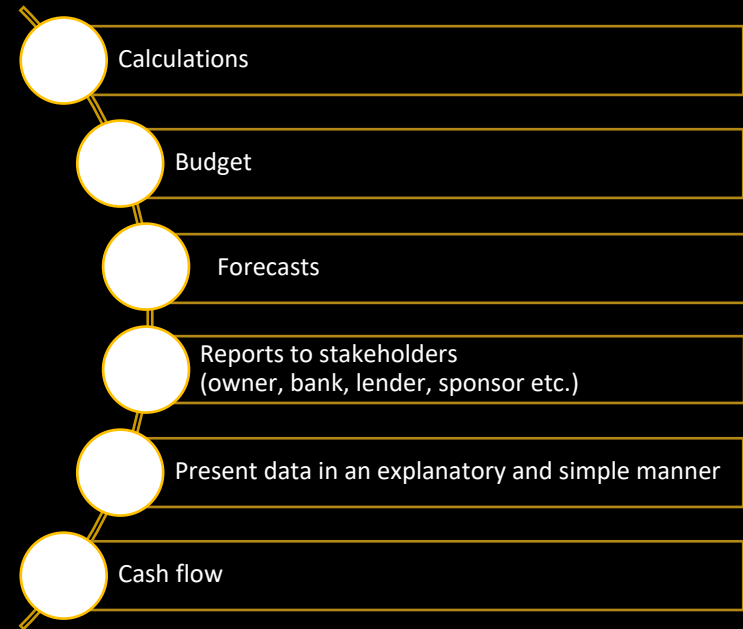 Calculations
Budget
Forecasts
Reports to stakeholders
(owner, bank, lender, sponsor etc.)
Present data in an explanatory and simple manner
Cash flow